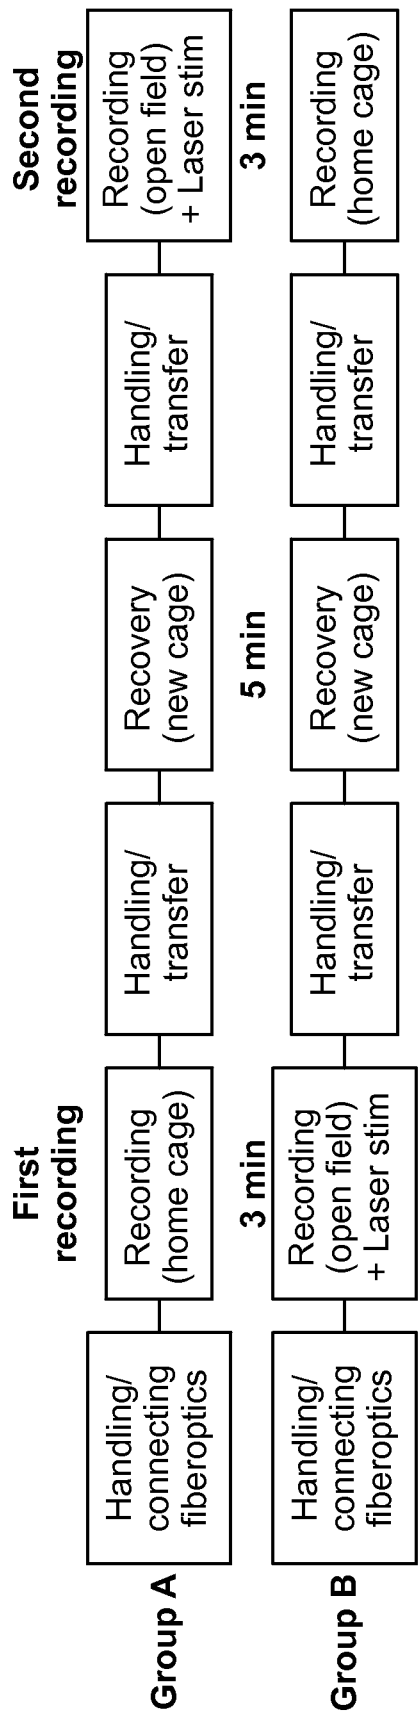 First
recording
Second
recording
Group A
Handling/
connecting
fiberoptics
Recording
(home cage)
Handling/
transfer
Recovery
(new cage)
Handling/
transfer
Recording
(open field)
+ Laser stim
3 min
5 min
3 min
Group B
Handling/
connecting
fiberoptics
Recording
(open field)
+ Laser stim
Handling/
transfer
Recovery
(new cage)
Handling/
transfer
Recording
(home cage)